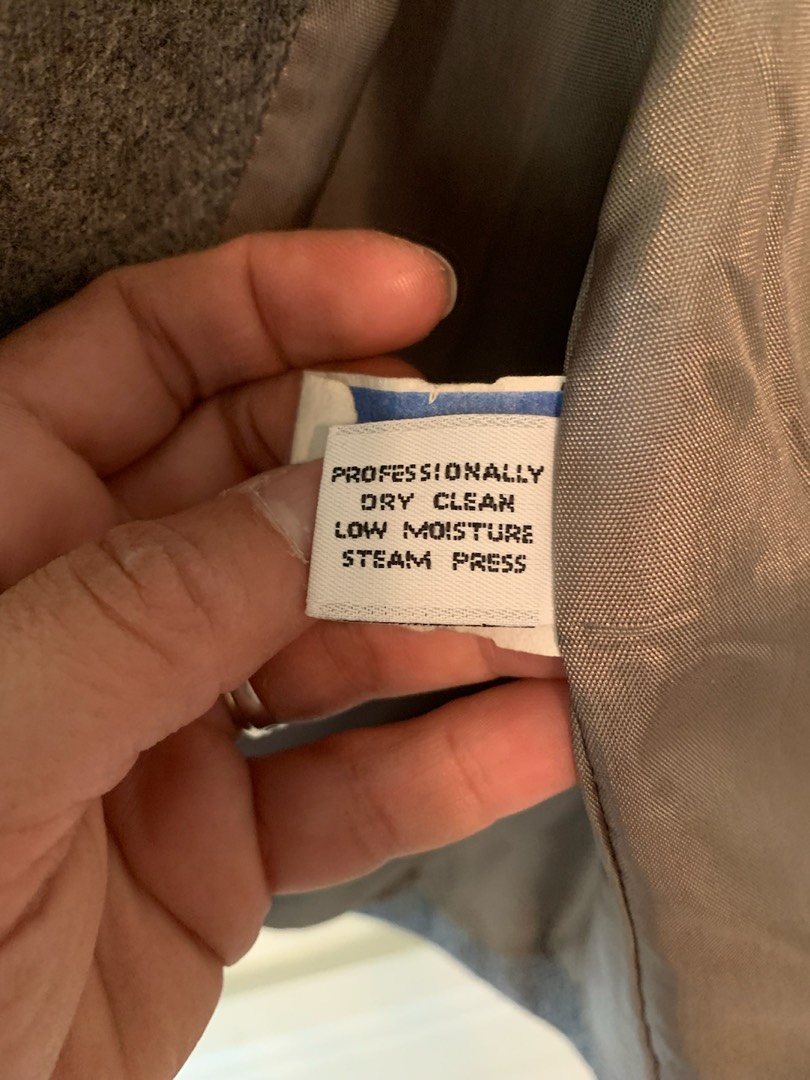 PROFESSIONALLY
DRY CLEAN
LOW MOISTURE
STEAM PRESS